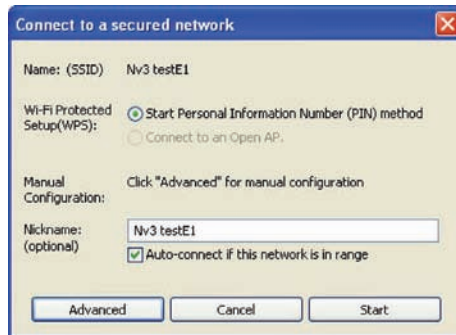 Connect to a secured network
Name: (SSID) Nv3 testE1
Wi-Fi Protected Setup(WPS):
Start Personal Information Number (PIN) method
Connect to an Open AP.
Manual Configuration:
Click "Advanced" for manual configuration
Nickname: (optional)
Nv3 testE1
Auto-connect if this network is in range
Advanced Cancel Start